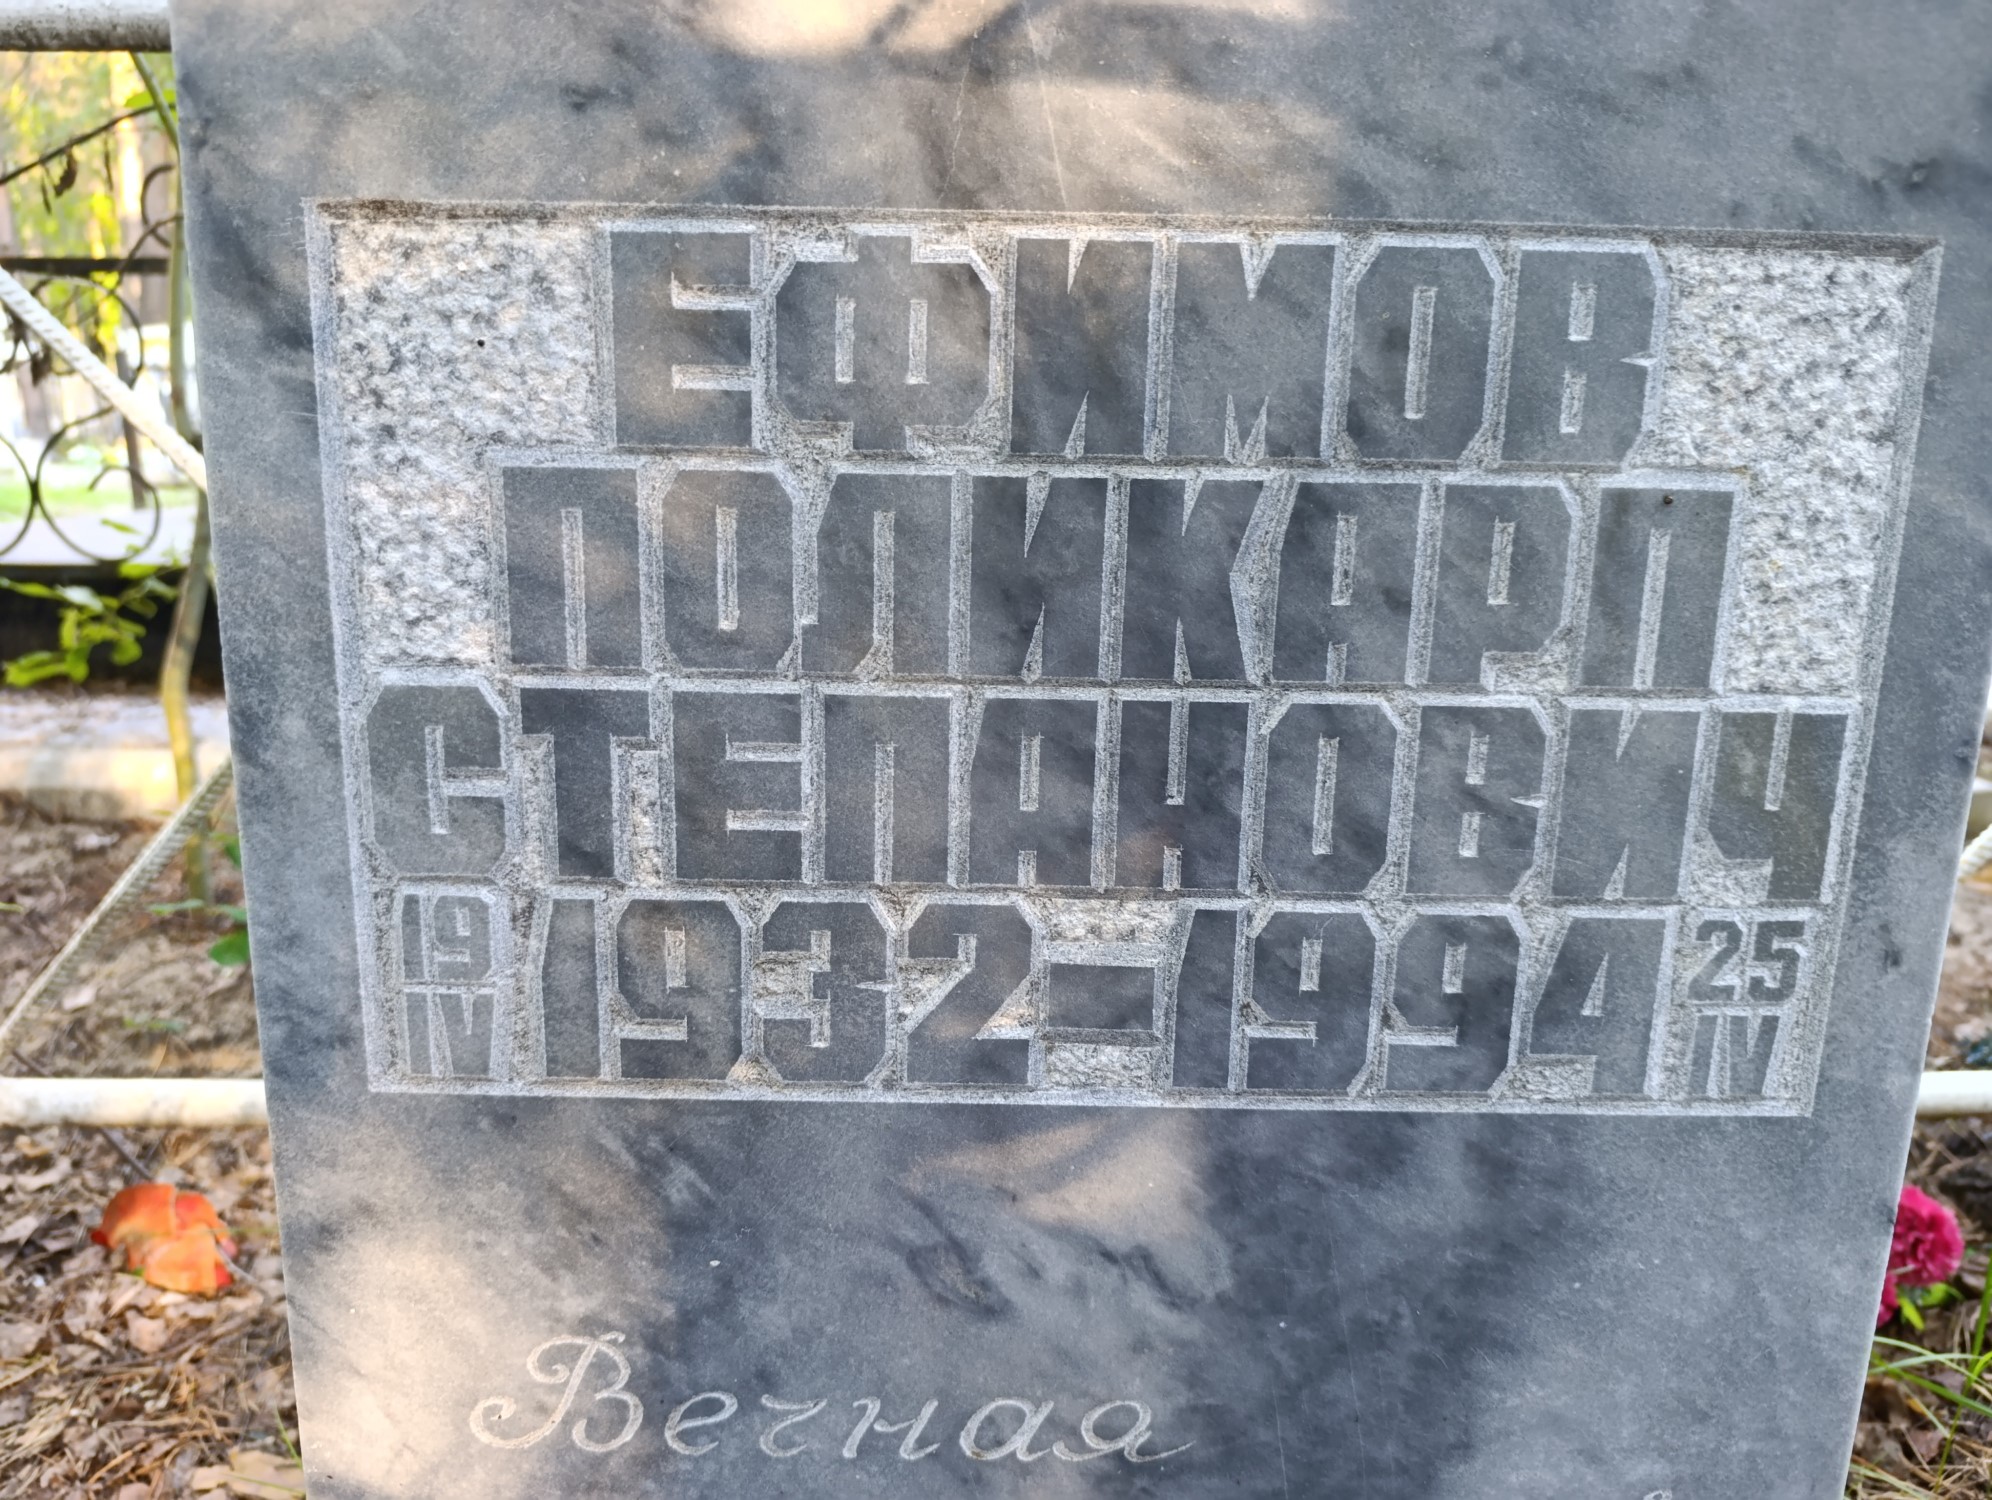 ЕФИМОВ
ПОЛИКАРП
СТЕПАНОВИЧ
19/IV 1932-1994 25/IV
Вечная